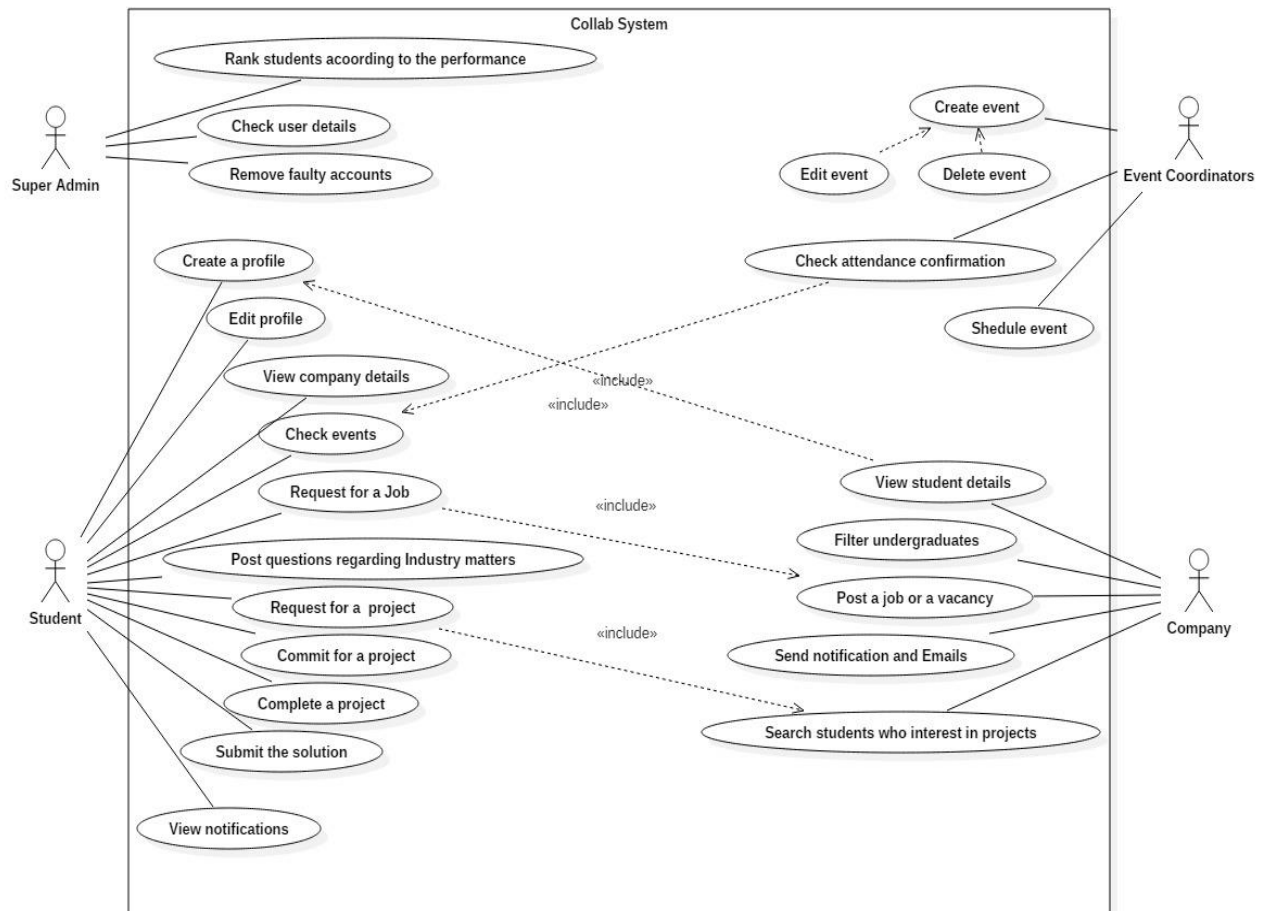 Collab System
Rank students acoording to the performance
Create event
Check user details
Remove faulty accounts
Edit event
Delete event
Super Admin
Event Coordinators
Create a profile
Check attendance confirmation
Edit profile
Shedule event
View company details
«include»
«include»
Check events
View student details
Request for a Job
«include»
Filter undergraduates
Post questions regarding Industry matters
Post a job or a vacancy
Request for a project
Student
Company
«include»
Commit for a project
Send notification and Emails
Complete a project
Search students who interest in projects
Submit the solution
View notifications